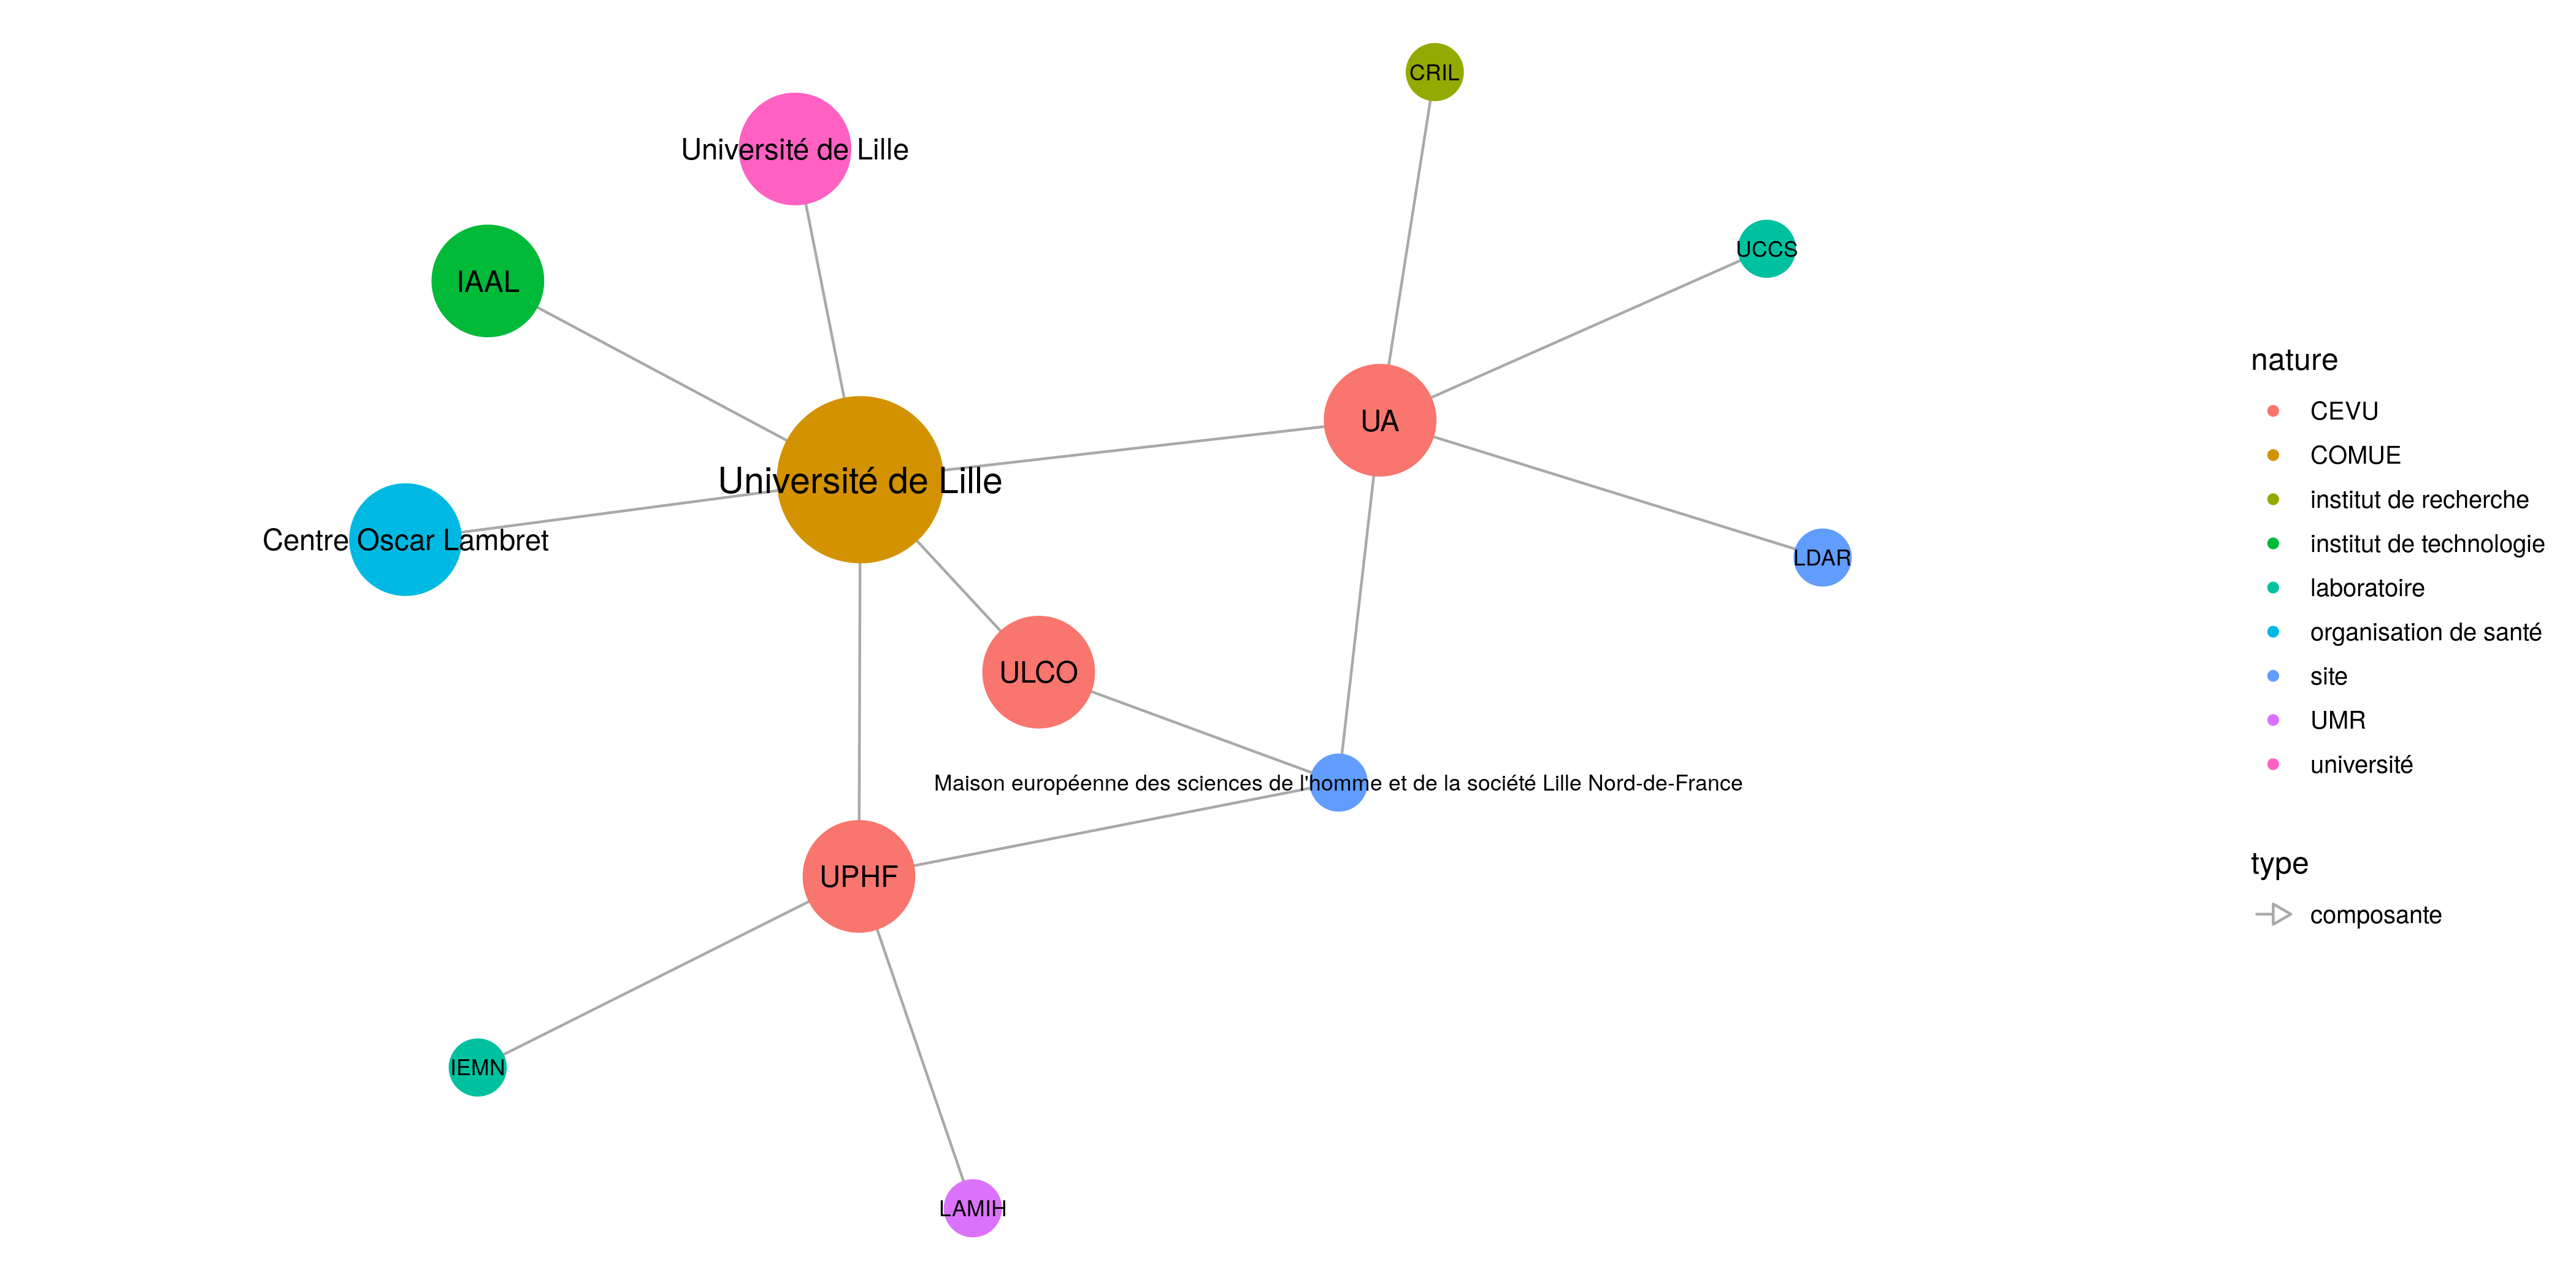 CRIL
Université de Lille
UCCS
IAAL
UA
Université de Lille
Centre Oscar Lambret
LDAR
ULCO
Maison européenne des sciences de l'homme et de la société Lille Nord-de-France
UPHF
IEMN
LAMIH
nature
CEVU
COMUE
institut de recherche
institut de technologie
laboratoire
organisation de santé
site
UMR
université
type
composante